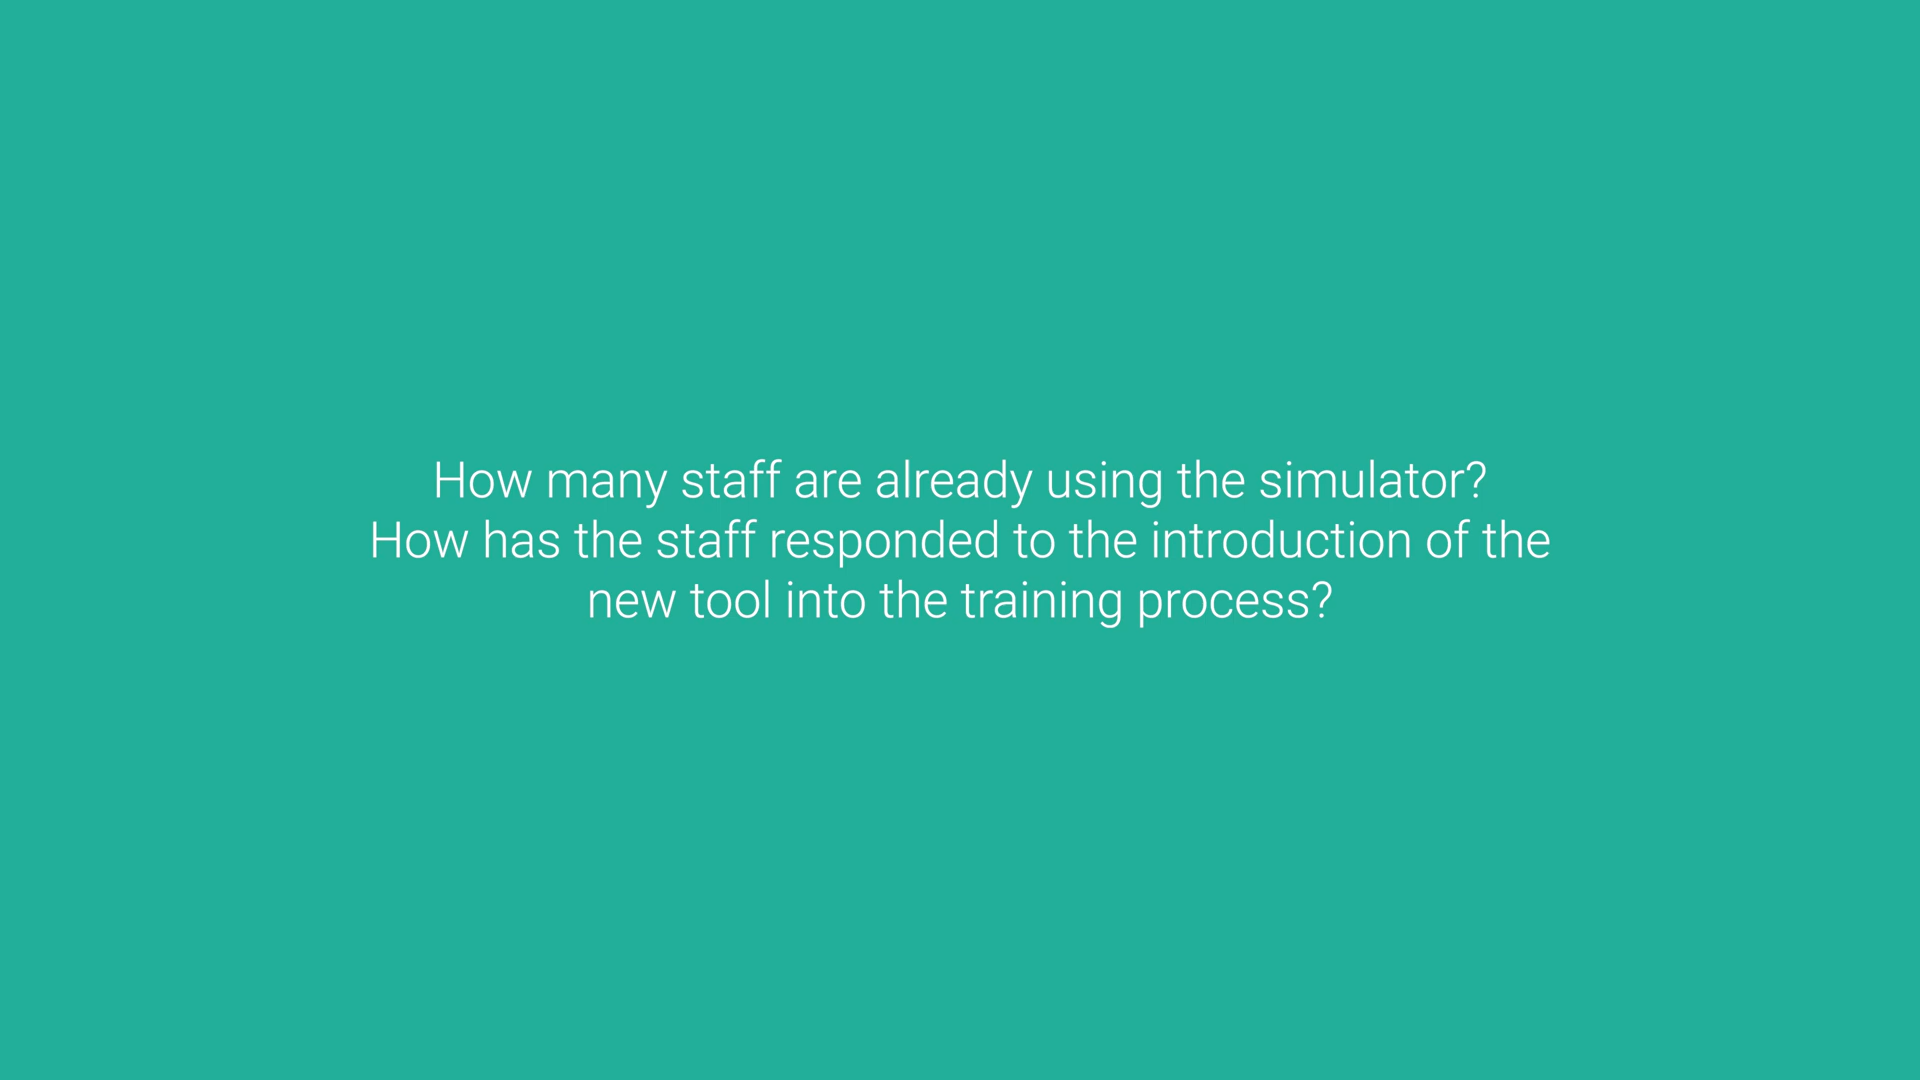 How many staff are already using the simulator?
How has the staff responded to the introduction of the
new tool into the training process?